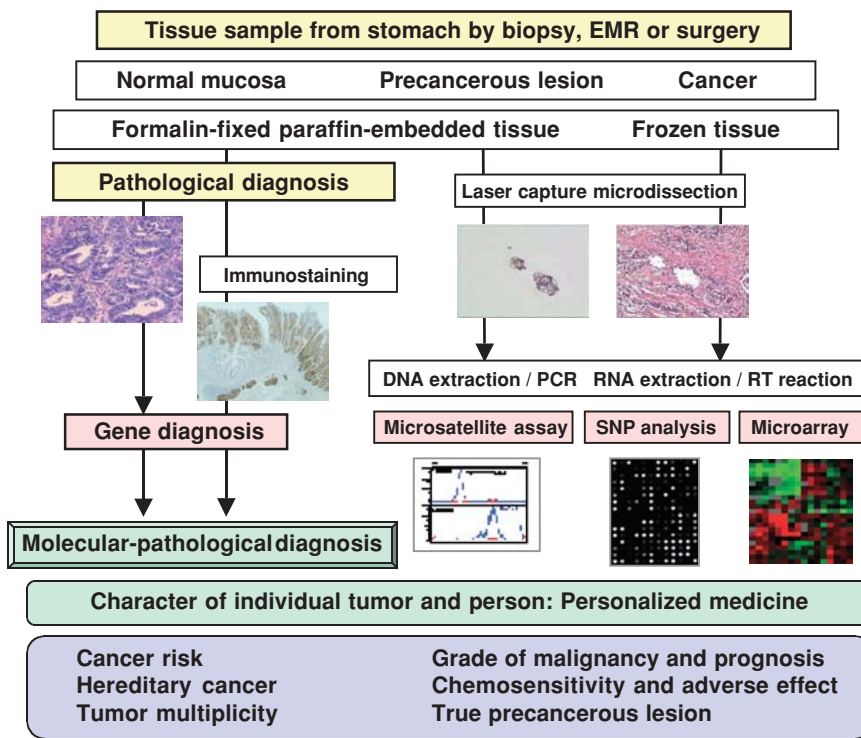 Tissue sample from stomach by biopsy, EMR or surgery
Normal mucosa Precancerous lesion Cancer
Formalin-fixed paraffin-embedded tissue Frozen tissue
Pathological diagnosis
Laser capture microdissection
Immunostaining
DNA extraction / PCR RNA extraction / RT reaction
Gene diagnosis
Microsatellite assay
SNP analysis
Microarray
Molecular-pathological diagnosis
Character of individual tumor and person: Personalized medicine
Cancer risk
Hereditary cancer
Tumor multiplicity
Grade of malignancy and prognosis
Chemosensitivity and adverse effect
True precancerous lesion